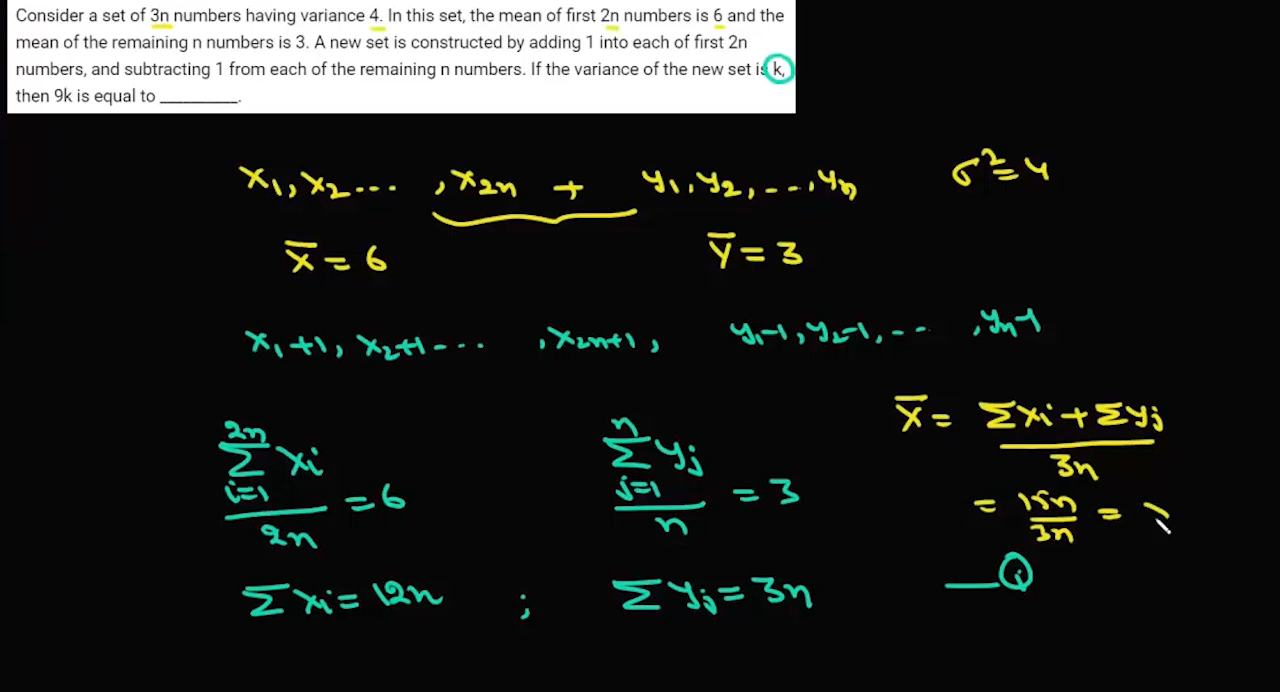 Consider a set of 3n numbers having variance 4. In this set, the mean of first 2n numbers is 6 and the
mean of the remaining n numbers is 3. A new set is constructed by adding 1 into each of first 2n
numbers, and subtracting 1 from each of the remaining n numbers. If the variance of the new set is k,
then 9k is equal to __________.
x₁, x₂ ... , x₂ₙ + y₁, y₂, ..., yₙ σ² = 4
x̅ = 6 y̅ = 3
x₁+1, x₂+1 ... , x₂ₙ+1, y₁-1, y₂-1, ... , yₙ-1
x̅ = Σxi + Σyj
3n
2n
Σ xi
i=1
2n
= 6
n
Σ yj
j=1
n
= 3
= 15n
3n
=
Σ xi = 12n ; Σ yj = 3n — i